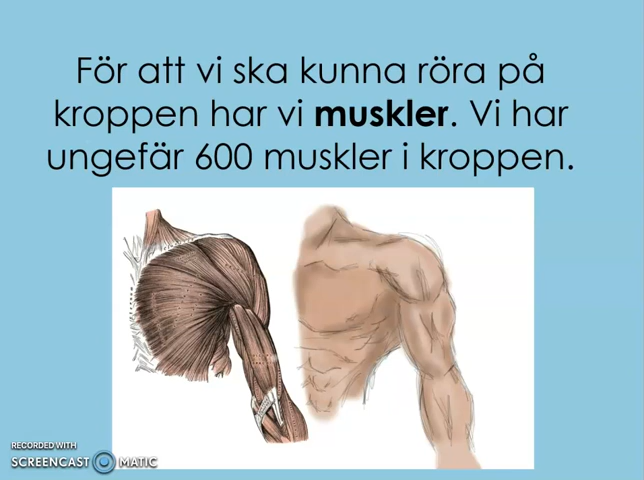 För att vi ska kunna röra på
kroppen har vi muskler. Vi har
ungefär 600 muskler i kroppen.
RECORDED WITH
SCREENCAST MATIC